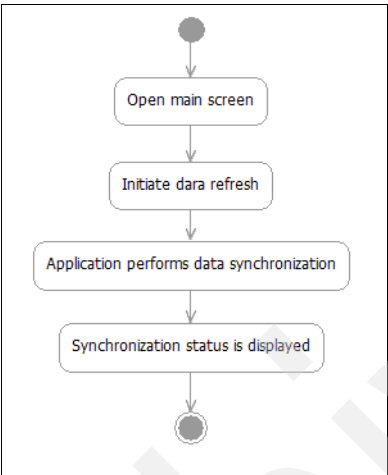 Open main screen
Initiate dara refresh
Application performs data synchronization
Synchronization status is displayed